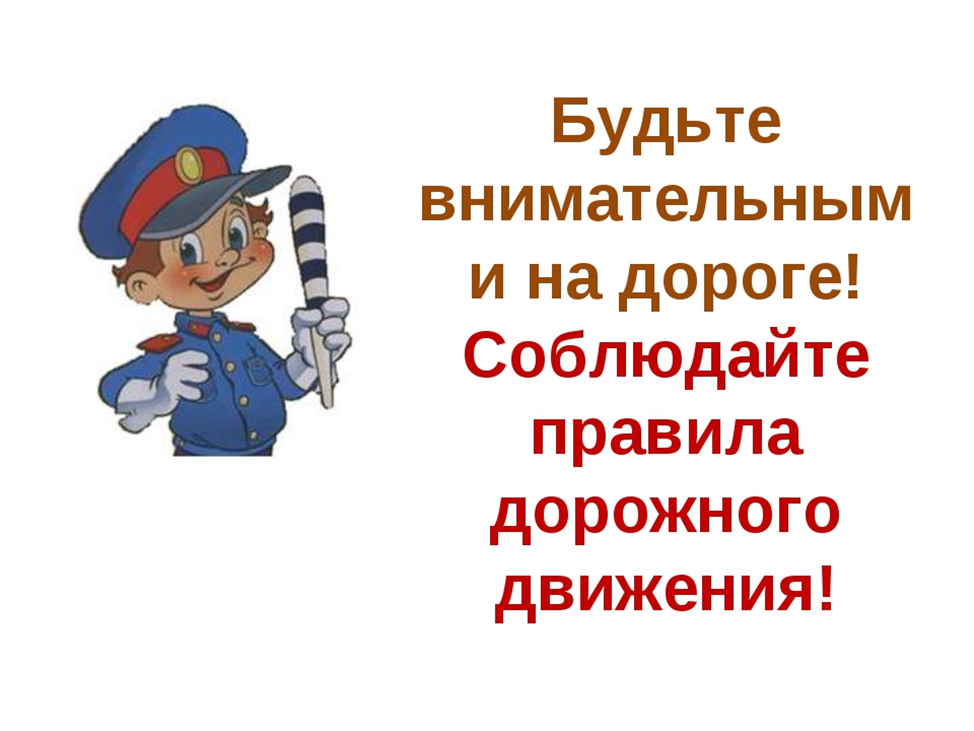 Будьте
внимательным
и на дороге!
Соблюдайте
правила
дорожного
движения!